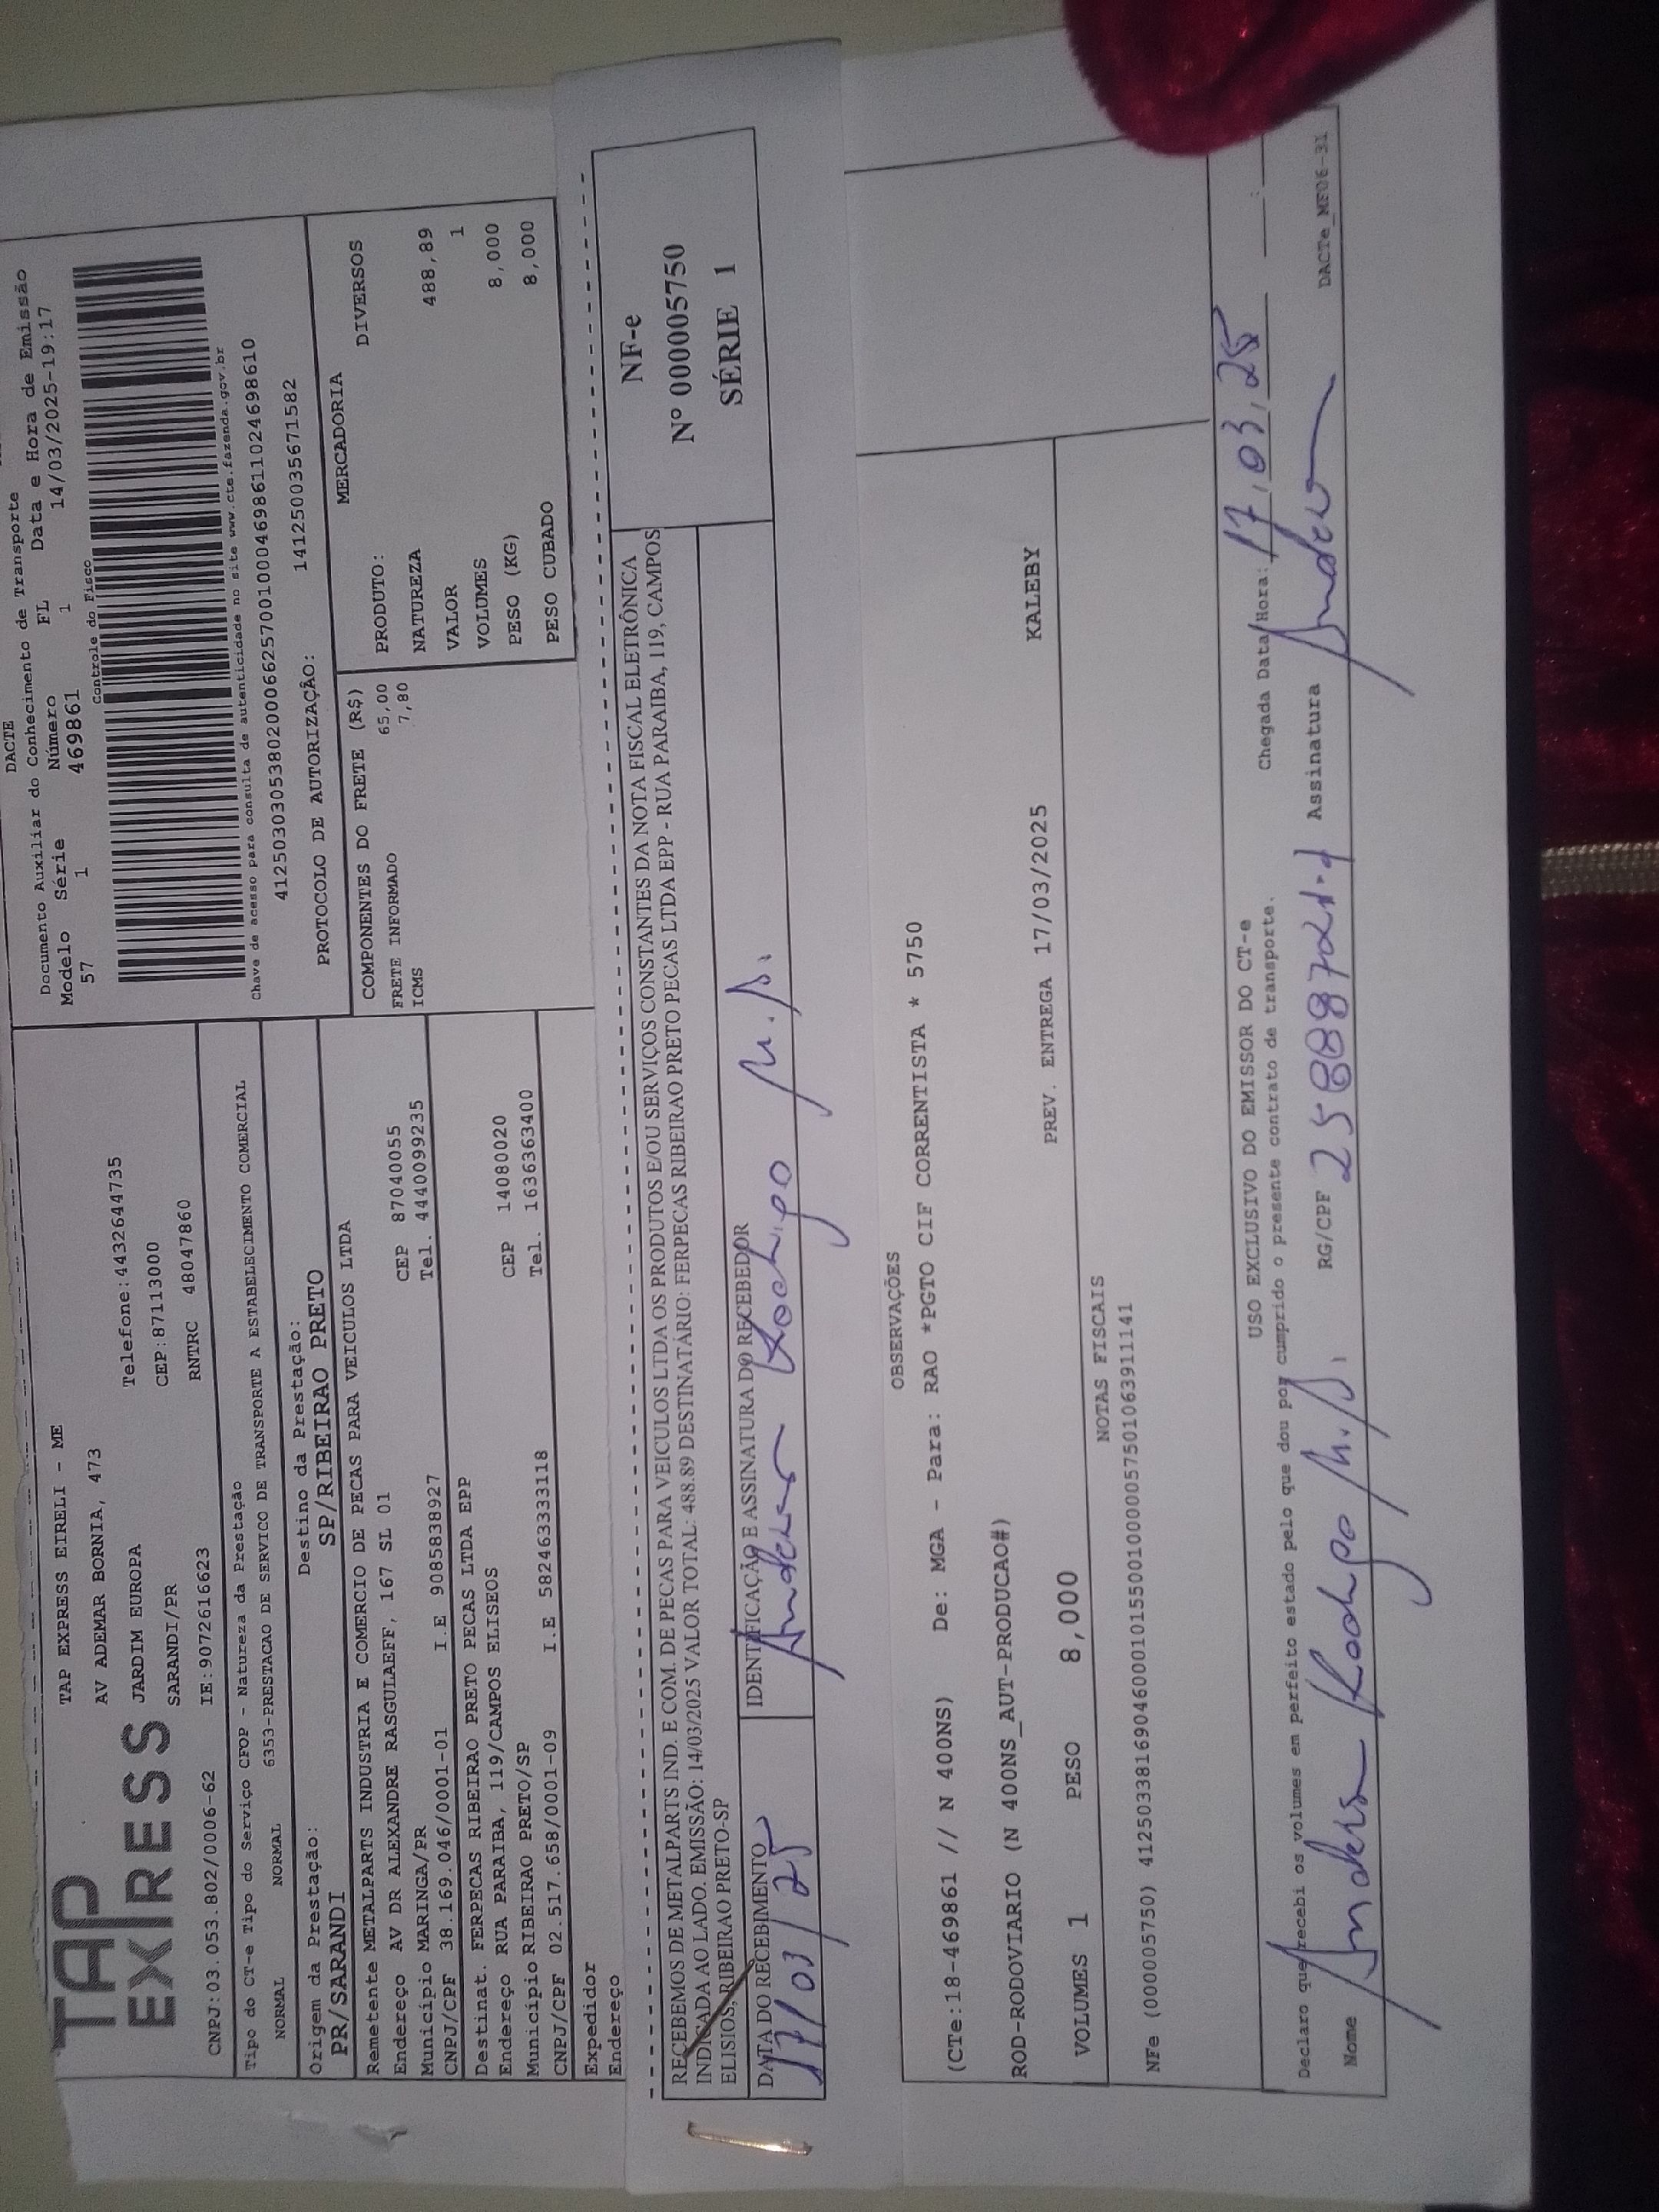 TAP
EXPRESS
TAP EXPRESS EIRELI - ME
AV ADEMAR BORNIA, 473
JARDIM EUROPA Telefone:4432644735
SARANDI/PR CEP:87113000
CNPJ:03.053.802/0006-62 IE:9072616623 RNTRC 48047860
DACTE
Documento Auxiliar do Conhecimento de Transporte
Modelo Série Número FL Data e Hora de Emissão
57 1 469861 1 14/03/2025-19:17
Controle do Fisco
Chave de acesso para consulta de autenticidade no site www.cte.fazenda.gov.br
41250303053802000662570010004698611024698610
PROTOCOLO DE AUTORIZAÇÃO: 141250035671582
Tipo do CT-e Tipo do Serviço CFOP - Natureza da Prestação
NORMAL NORMAL 6353-PRESTACAO DE SERVICO DE TRANSPORTE A ESTABELECIMENTO COMERCIAL
Origem da Prestação: Destino da Prestação:
PR/SARANDI SP/RIBEIRAO PRETO
Remetente METALPARTS INDUSTRIA E COMERCIO DE PECAS PARA VEICULOS LTDA
Endereço AV DR ALEXANDRE RASGULAEFF, 167 SL 01 CEP 87040055
Município MARINGA/PR Tel. 4440099235
CNPJ/CPF 38.169.046/0001-01 I.E 9085838927
Destinat. FERPECAS RIBEIRAO PRETO PECAS LTDA EPP
Endereço RUA PARAIBA, 119/CAMPOS ELISEOS CEP 14080020
Município RIBEIRAO PRETO/SP Tel. 1636363400
CNPJ/CPF 02.517.658/0001-09 I.E 582463333118
Expedidor
Endereço
COMPONENTES DO FRETE (R$)
FRETE INFORMADO 65,00
ICMS 7,80
MERCADORIA
PRODUTO: DIVERSOS
NATUREZA
VALOR 488,89
VOLUMES 1
PESO (KG) 8,000
PESO CUBADO 8,000
RECEBEMOS DE METALPARTS IND. E COM. DE PECAS PARA VEICULOS LTDA OS PRODUTOS E/OU SERVIÇOS CONSTANTES DA NOTA FISCAL ELETRÔNICA
INDICADA AO LADO. EMISSÃO: 14/03/2025 VALOR TOTAL: 488.89 DESTINATÁRIO: FERPECAS RIBEIRAO PRETO PECAS LTDA EPP - RUA PARAIBA, 119, CAMPOS
ELISIOS, RIBEIRAO PRETO-SP
DATA DO RECEBIMENTO IDENTIFICAÇÃO E ASSINATURA DO RECEBEDOR
17/03/25 Anderson Rodrigo M.
NF-e
Nº 000005750
SÉRIE 1
OBSERVAÇÕES
(CTe:18-469861 // N 400NS) De: MGA - Para: RAO *PGTO CIF CORRENTISTA * 5750
ROD-RODOVIARIO (N 400NS_AUT-PRODUCAO#)
PREV. ENTREGA 17/03/2025 KALEBY
VOLUMES 1 PESO 8,000
NOTAS FISCAIS
NFe (000005750) 41250338169046000101550010000057501063911141
USO EXCLUSIVO DO EMISSOR DO CT-e
Declaro que recebi os volumes em perfeito estado pelo que dou por cumprido o presente contrato de transporte. Chegada Data/Hora: 17,03,25 :
Nome Anderson Rodrigo M. RG/CPF Assinatura Anderson
DACTe_MF06-31